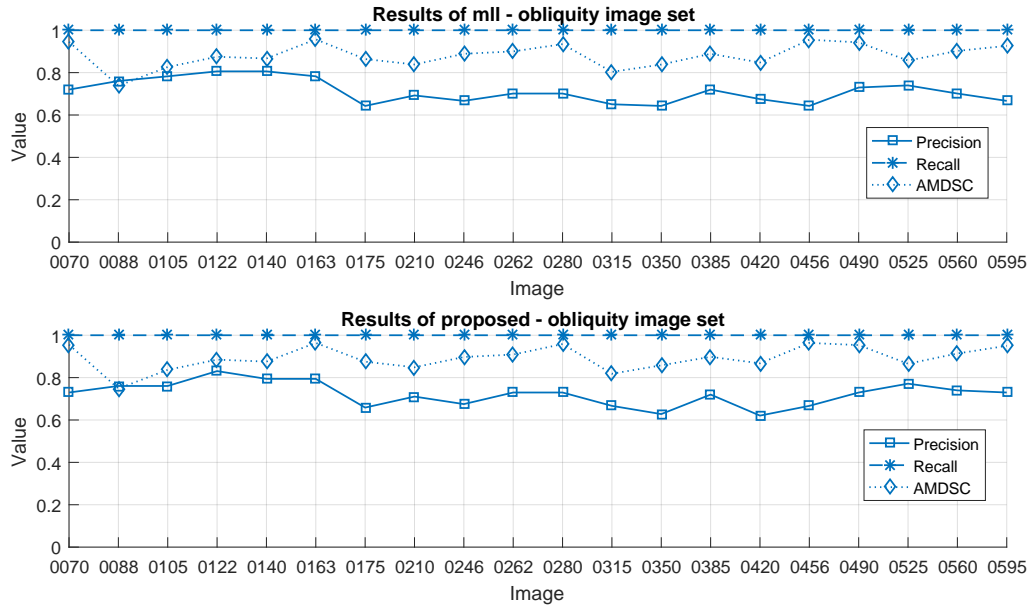 Results of mll - obliquity image set
1
0.8
0.6
0.4
0.2
0
Value
Precision
Recall
AMDSC
0070 0088 0105 0122 0140 0163 0175 0210 0246 0262 0280 0315 0350 0385 0420 0456 0490 0525 0560 0595
Image
Results of proposed - obliquity image set
1
0.8
0.6
0.4
0.2
0
Value
Precision
Recall
AMDSC
0070 0088 0105 0122 0140 0163 0175 0210 0246 0262 0280 0315 0350 0385 0420 0456 0490 0525 0560 0595
Image